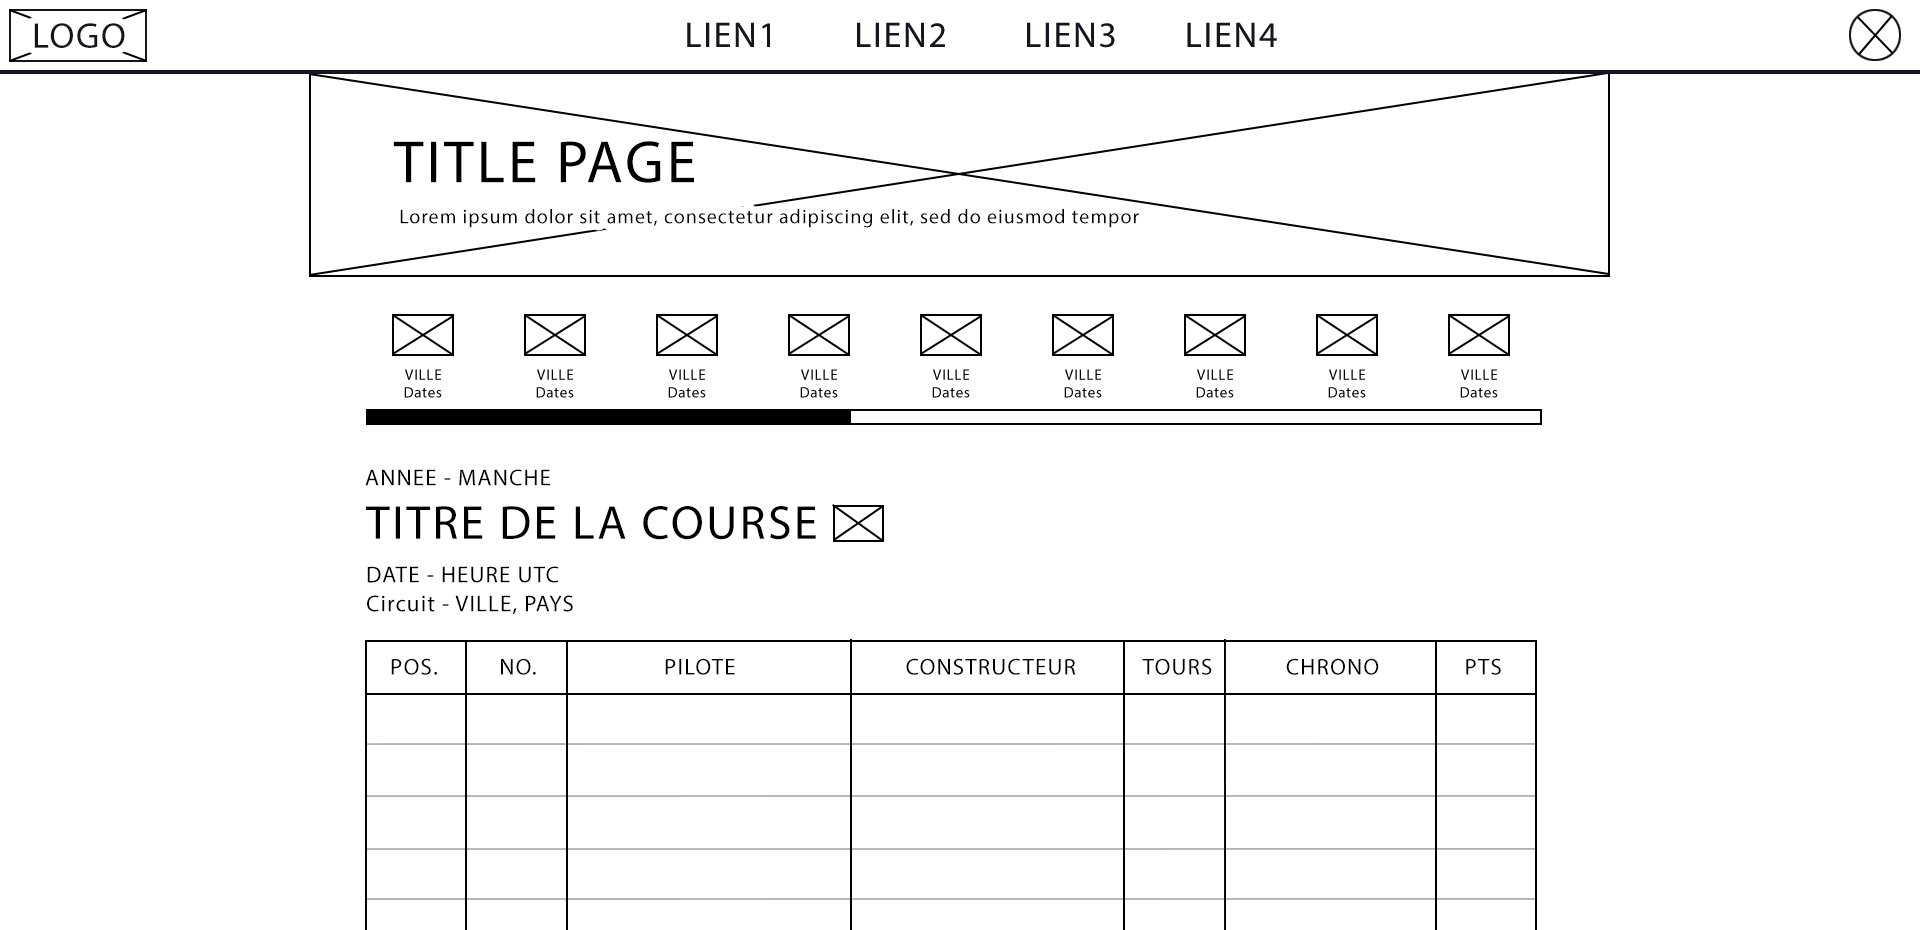 LOGO LIEN1 LIEN2 LIEN3 LIEN4
TITLE PAGE
Lorem ipsum dolor sit amet, consectetur adipiscing elit, sed do eiusmod tempor
VILLE VILLE VILLE VILLE VILLE VILLE VILLE VILLE VILLE
Dates Dates Dates Dates Dates Dates Dates Dates Dates
ANNEE - MANCHE
TITRE DE LA COURSE
DATE - HEURE UTC
Circuit - VILLE, PAYS
POS. NO. PILOTE CONSTRUCTEUR TOURS CHRONO PTS